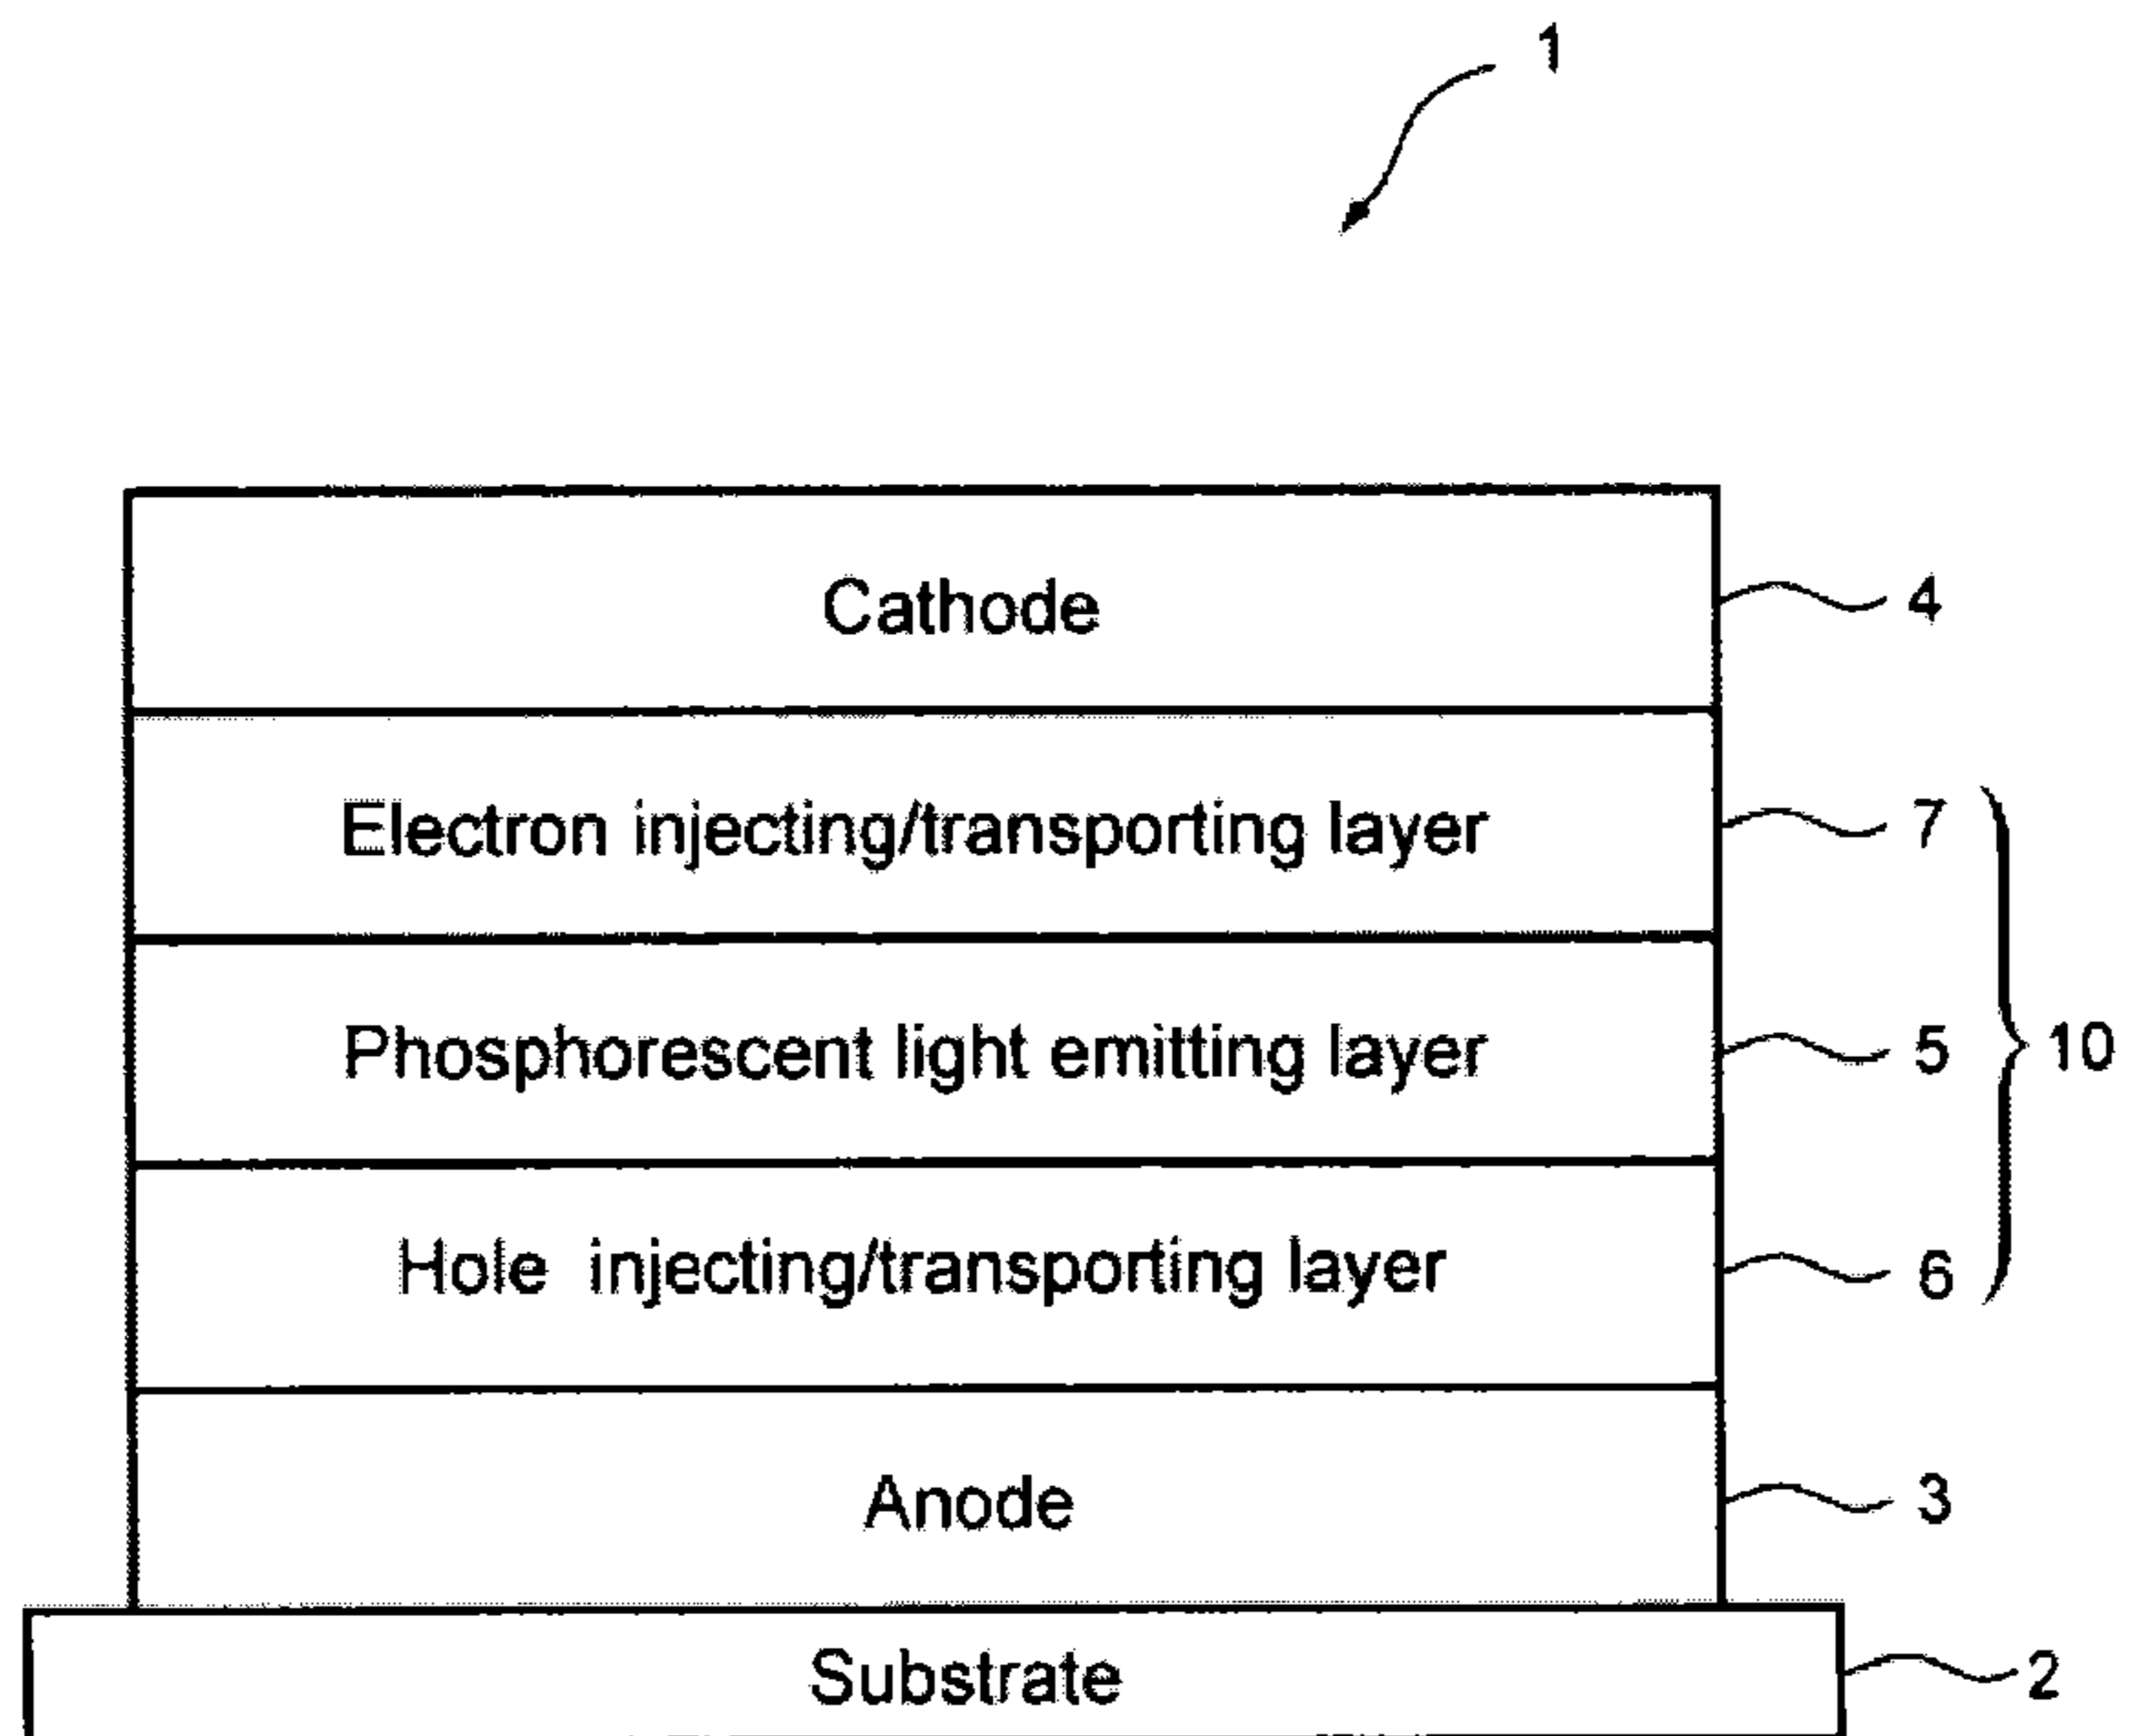 1
Cathode 4
Electron injecting/transporting layer 7
Phosphorescent light emitting layer 5 10
Hole injecting/transporting layer 6
Anode 3
Substrate 2